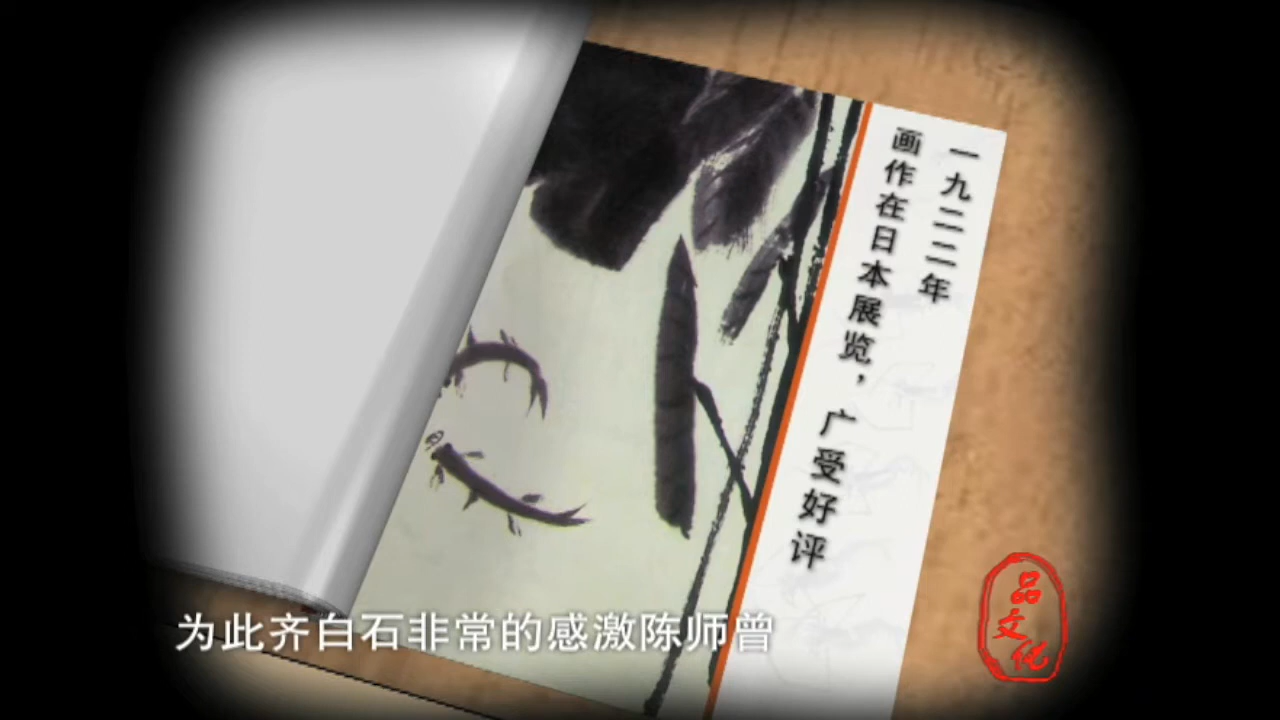 一九二二年
画作在日本展览，广受好评
为此齐白石非常的感激陈师曾
品
文
化